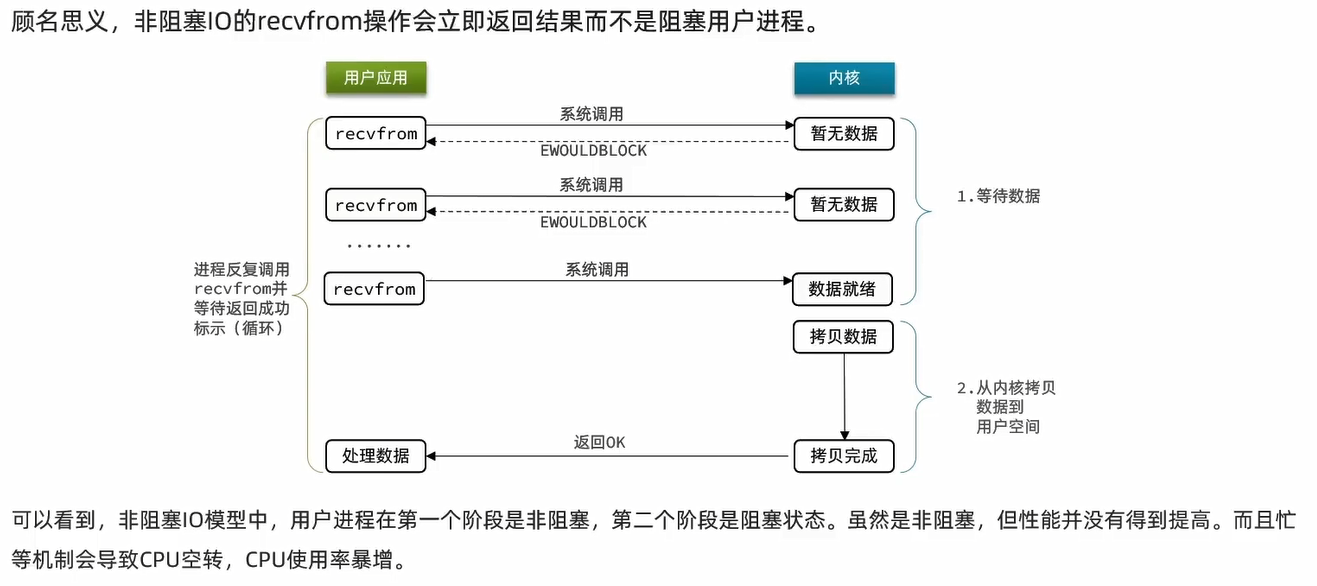 顾名思义，非阻塞IO的recvfrom操作会立即返回结果而不是阻塞用户进程。
用户应用
内核
系统调用
recvfrom
暂无数据
EWOULDBLOCK
系统调用
recvfrom
暂无数据
EWOULDBLOCK
1.等待数据
.......
进程反复调用
recvfrom并
等待返回成功
标示（循环）
系统调用
recvfrom
数据就绪
拷贝数据
2.从内核拷贝
数据到
用户空间
返回OK
处理数据
拷贝完成
可以看到，非阻塞IO模型中，用户进程在第一个阶段是非阻塞，第二个阶段是阻塞状态。虽然是非阻塞，但性能并没有得到提高。而且忙
等机制会导致CPU空转，CPU使用率暴增。